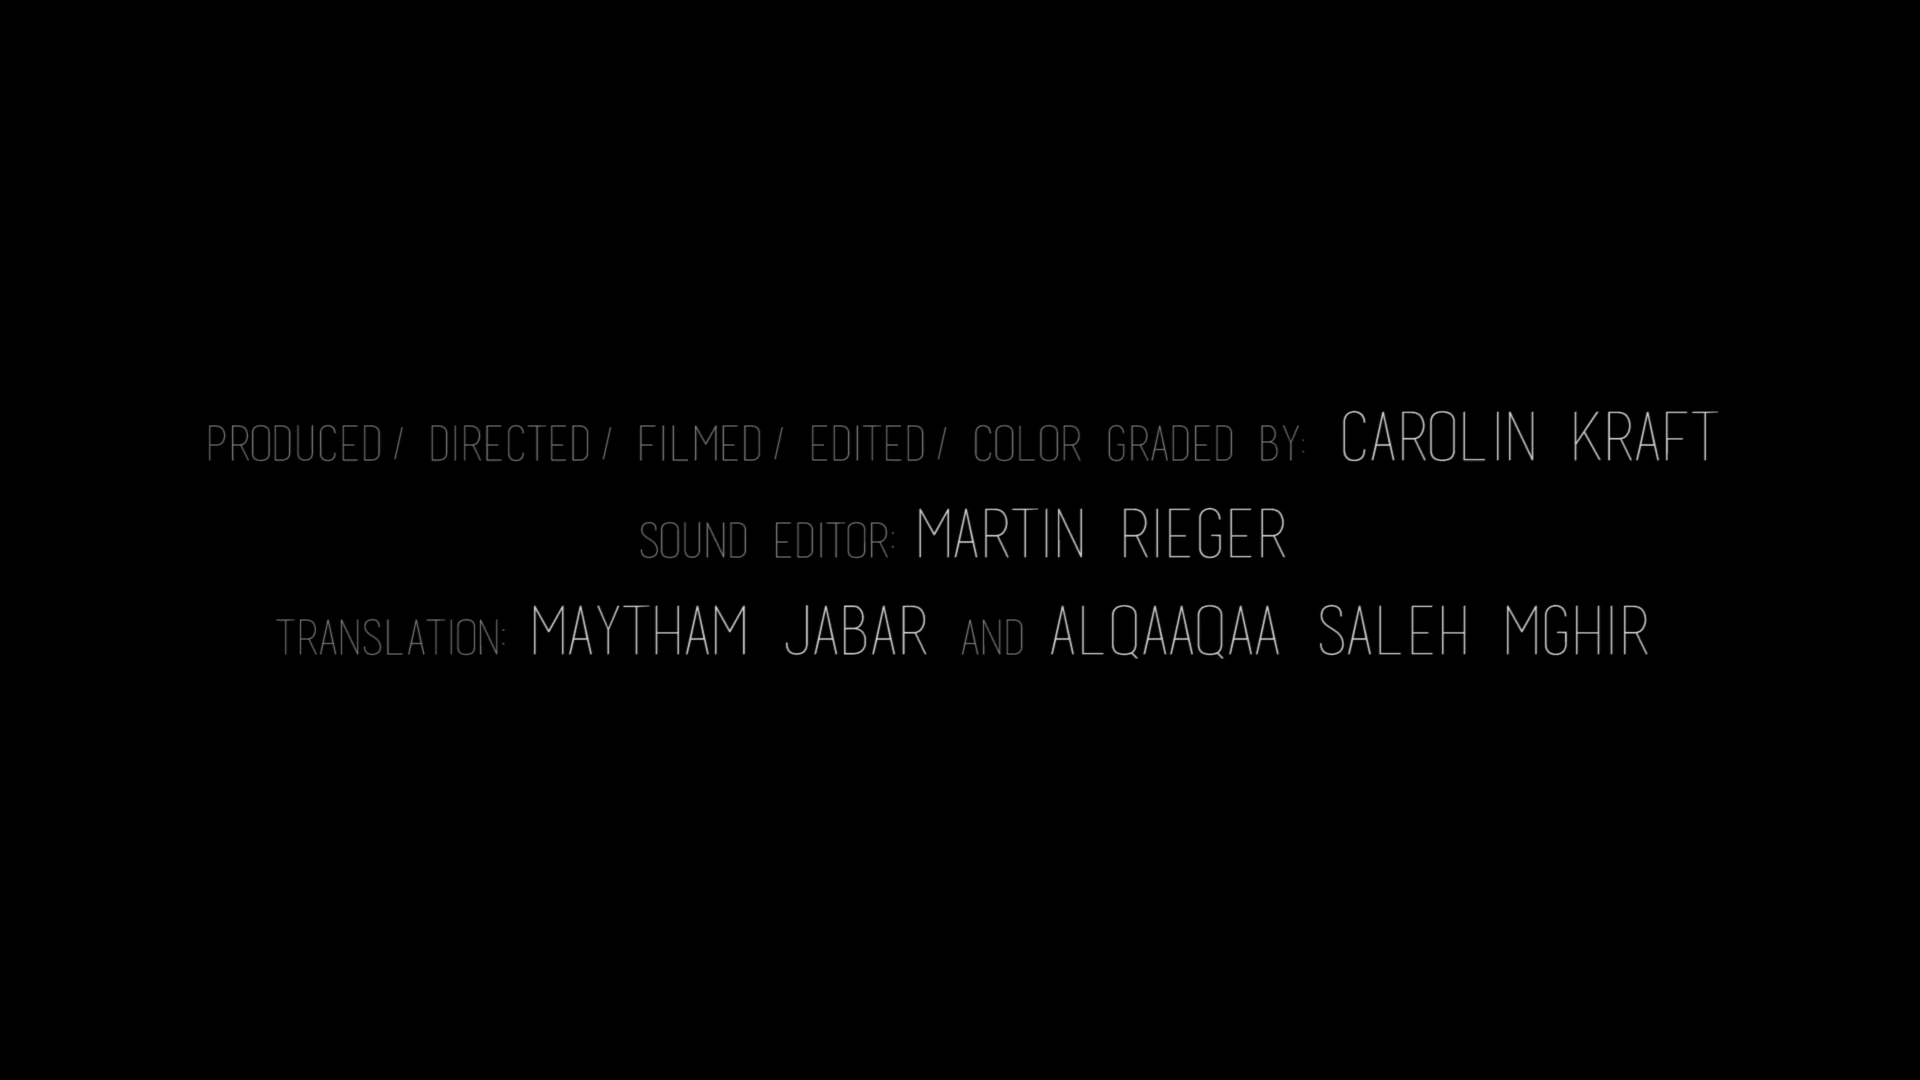 PRODUCED/ DIRECTED/ FILMED/ EDITED/ COLOR GRADED BY: CAROLIN KRAFT
SOUND EDITOR: MARTIN RIEGER
TRANSLATION: MAYTHAM JABAR AND ALQAAQAA SALEH MGHIR